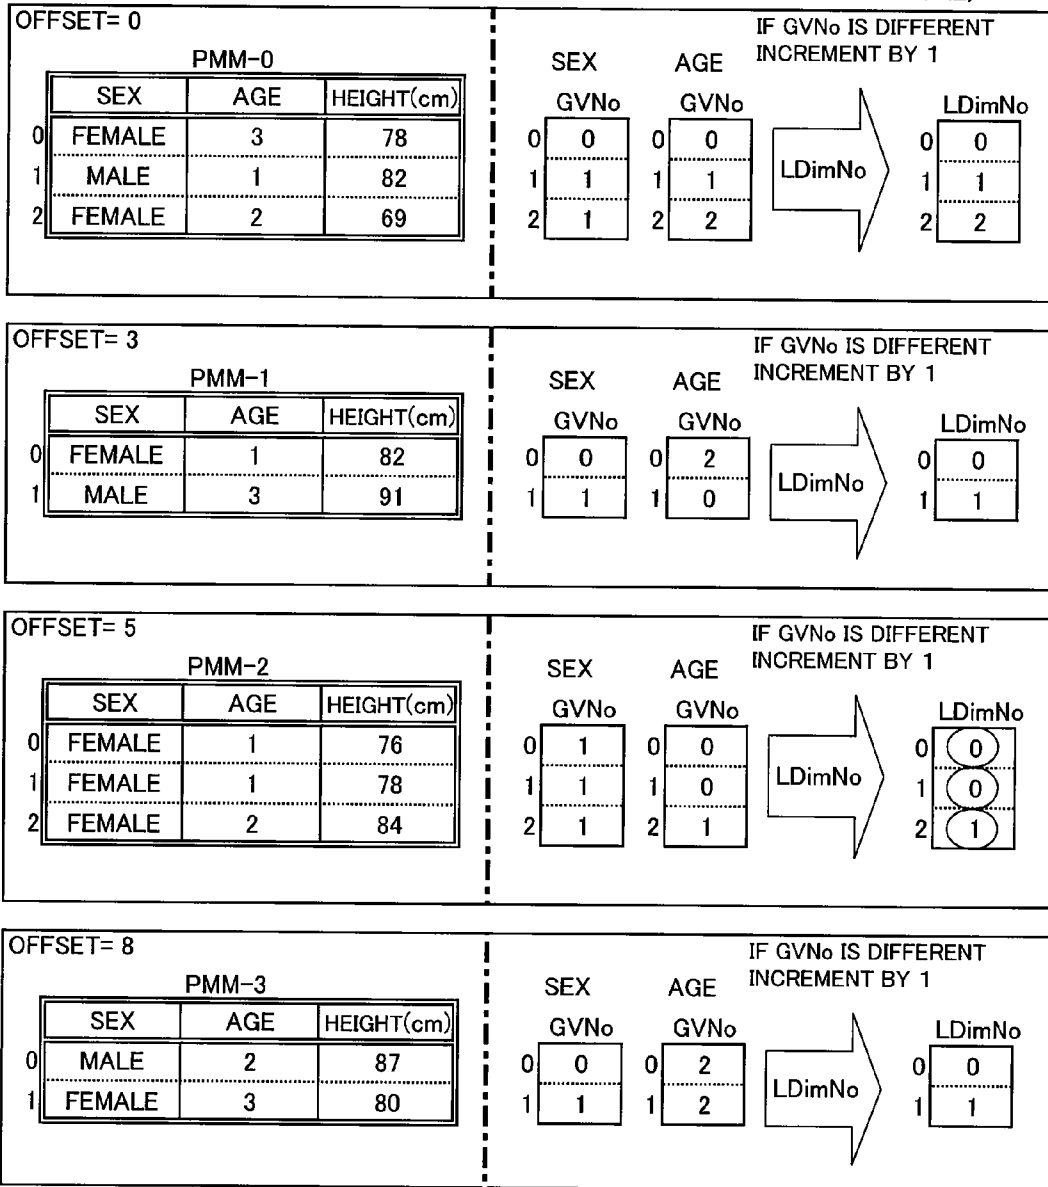 OFFSET= 0
IF GVNo IS DIFFERENT
INCREMENT BY 1
PMM-0
SEX AGE
SEX AGE HEIGHT(cm)
GVNo GVNo LDimNo
0 FEMALE 3 78 0 0 0 0 0 0
1 MALE 1 82 1 1 1 1 LDimNo 1 1
2 FEMALE 2 69 2 1 2 2 2 2
OFFSET= 3
IF GVNo IS DIFFERENT
INCREMENT BY 1
PMM-1
SEX AGE
SEX AGE HEIGHT(cm)
GVNo GVNo LDimNo
0 FEMALE 1 82 0 0 0 2 0 0
1 MALE 3 91 1 1 1 0 LDimNo 1 1
OFFSET= 5
IF GVNo IS DIFFERENT
INCREMENT BY 1
PMM-2
SEX AGE
SEX AGE HEIGHT(cm)
GVNo GVNo LDimNo
0 FEMALE 1 76 0 1 0 0 0 0
1 FEMALE 1 78 1 1 1 0 LDimNo 1 0
2 FEMALE 2 84 2 1 2 1 2 1
OFFSET= 8
IF GVNo IS DIFFERENT
INCREMENT BY 1
PMM-3
SEX AGE
SEX AGE HEIGHT(cm)
GVNo GVNo LDimNo
0 MALE 2 87 0 0 0 2 0 0
1 FEMALE 3 80 1 1 1 2 LDimNo 1 1